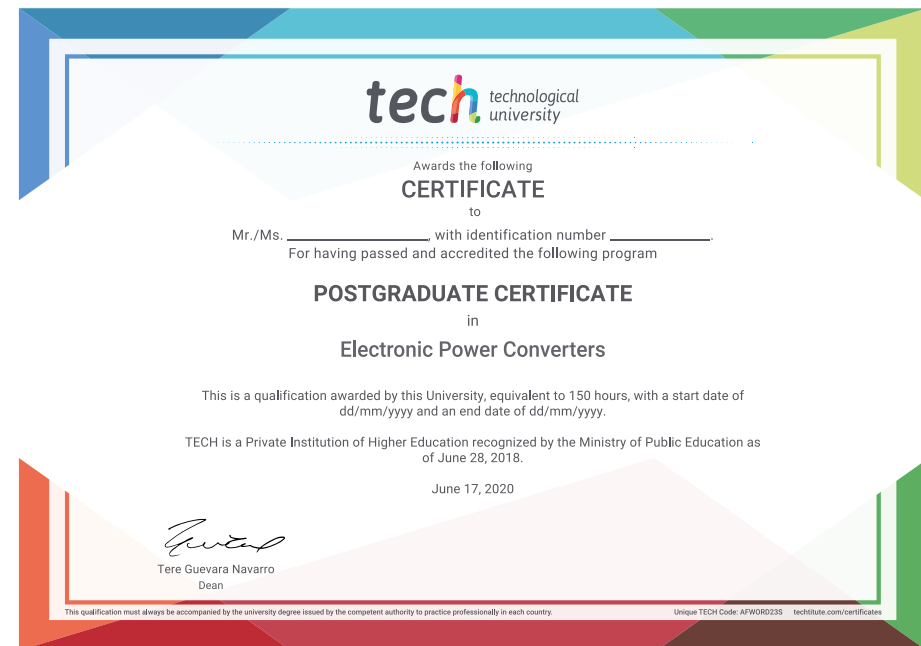 tech technological
university
Awards the following
CERTIFICATE
to
Mr./Ms. ____________________, with identification number ______________.
For having passed and accredited the following program
POSTGRADUATE CERTIFICATE
in
Electronic Power Converters
This is a qualification awarded by this University, equivalent to 150 hours, with a start date of
dd/mm/yyyy and an end date of dd/mm/yyyy.
TECH is a Private Institution of Higher Education recognized by the Ministry of Public Education as
of June 28, 2018.
June 17, 2020
Tere Guevara Navarro
Dean
This qualification must always be accompanied by the university degree issued by the competent authority to practice professionally in each country.
Unique TECH Code: AFWORD23S techtitute.com/certificates